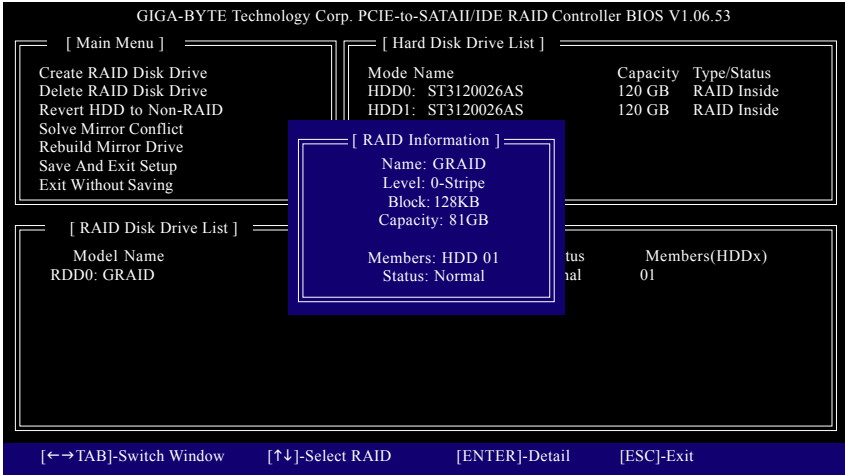 GIGA-BYTE Technology Corp. PCIE-to-SATAII/IDE RAID Controller BIOS V1.06.53
[ Main Menu ]
Create RAID Disk Drive
Delete RAID Disk Drive
Revert HDD to Non-RAID
Solve Mirror Conflict
Rebuild Mirror Drive
Save And Exit Setup
Exit Without Saving
[ Hard Disk Drive List ]
Mode Name Capacity Type/Status
HDD0: ST3120026AS 120 GB RAID Inside
HDD1: ST3120026AS 120 GB RAID Inside
[ RAID Information ]
Name: GRAID
Level: 0-Stripe
Block: 128KB
Capacity: 81GB
Members: HDD 01
Status: Normal
[ RAID Disk Drive List ]
Model Name tus Members(HDDx)
RDD0: GRAID nal 01
[←→TAB]-Switch Window [↑↓]-Select RAID [ENTER]-Detail [ESC]-Exit